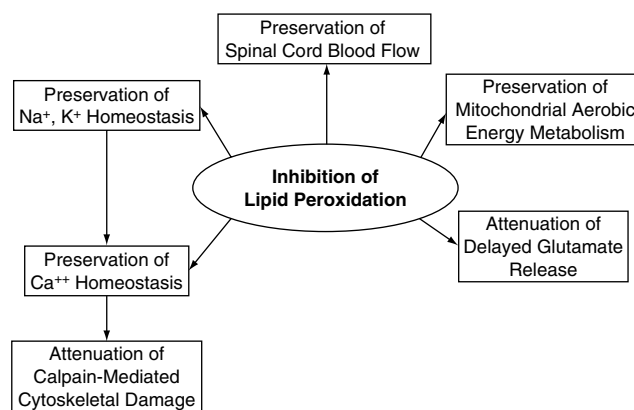 Preservation of
Spinal Cord Blood Flow
Preservation of
Na⁺, K⁺ Homeostasis
Preservation of
Mitochondrial Aerobic
Energy Metabolism
Inhibition of
Lipid Peroxidation
Attenuation of
Delayed Glutamate
Release
Preservation of
Ca⁺⁺ Homeostasis
Attenuation of
Calpain-Mediated
Cytoskeletal Damage